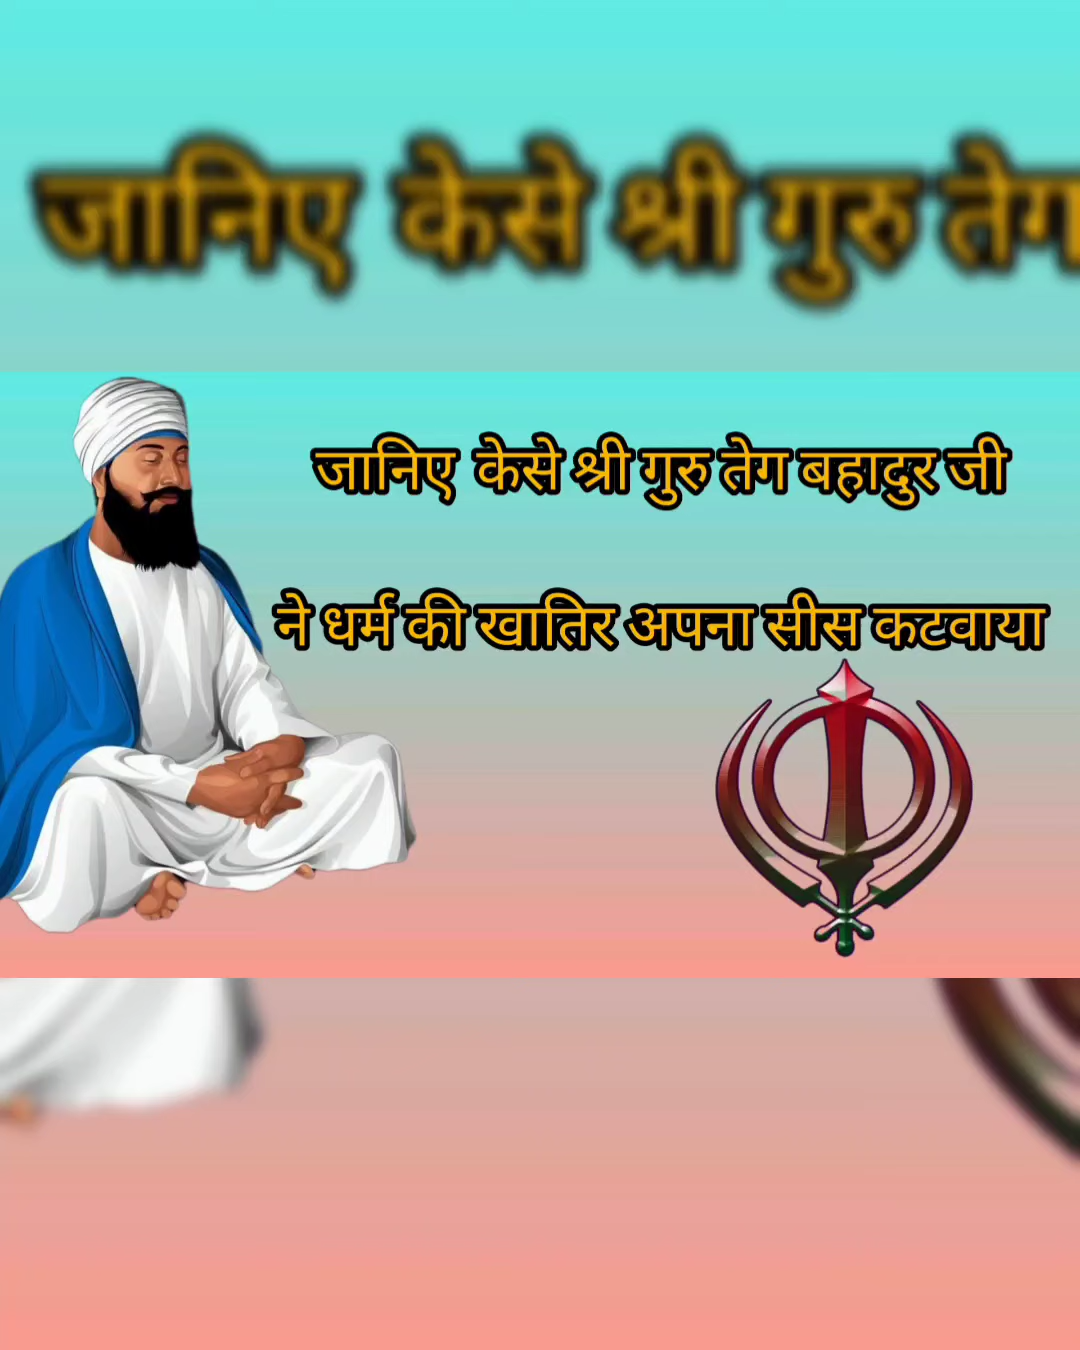 जानिए केसे श्री गुरु तेग
जानिए केसे श्री गुरु तेग बहादुर जी
ने धर्म की खातिर अपना सीस कटवाया